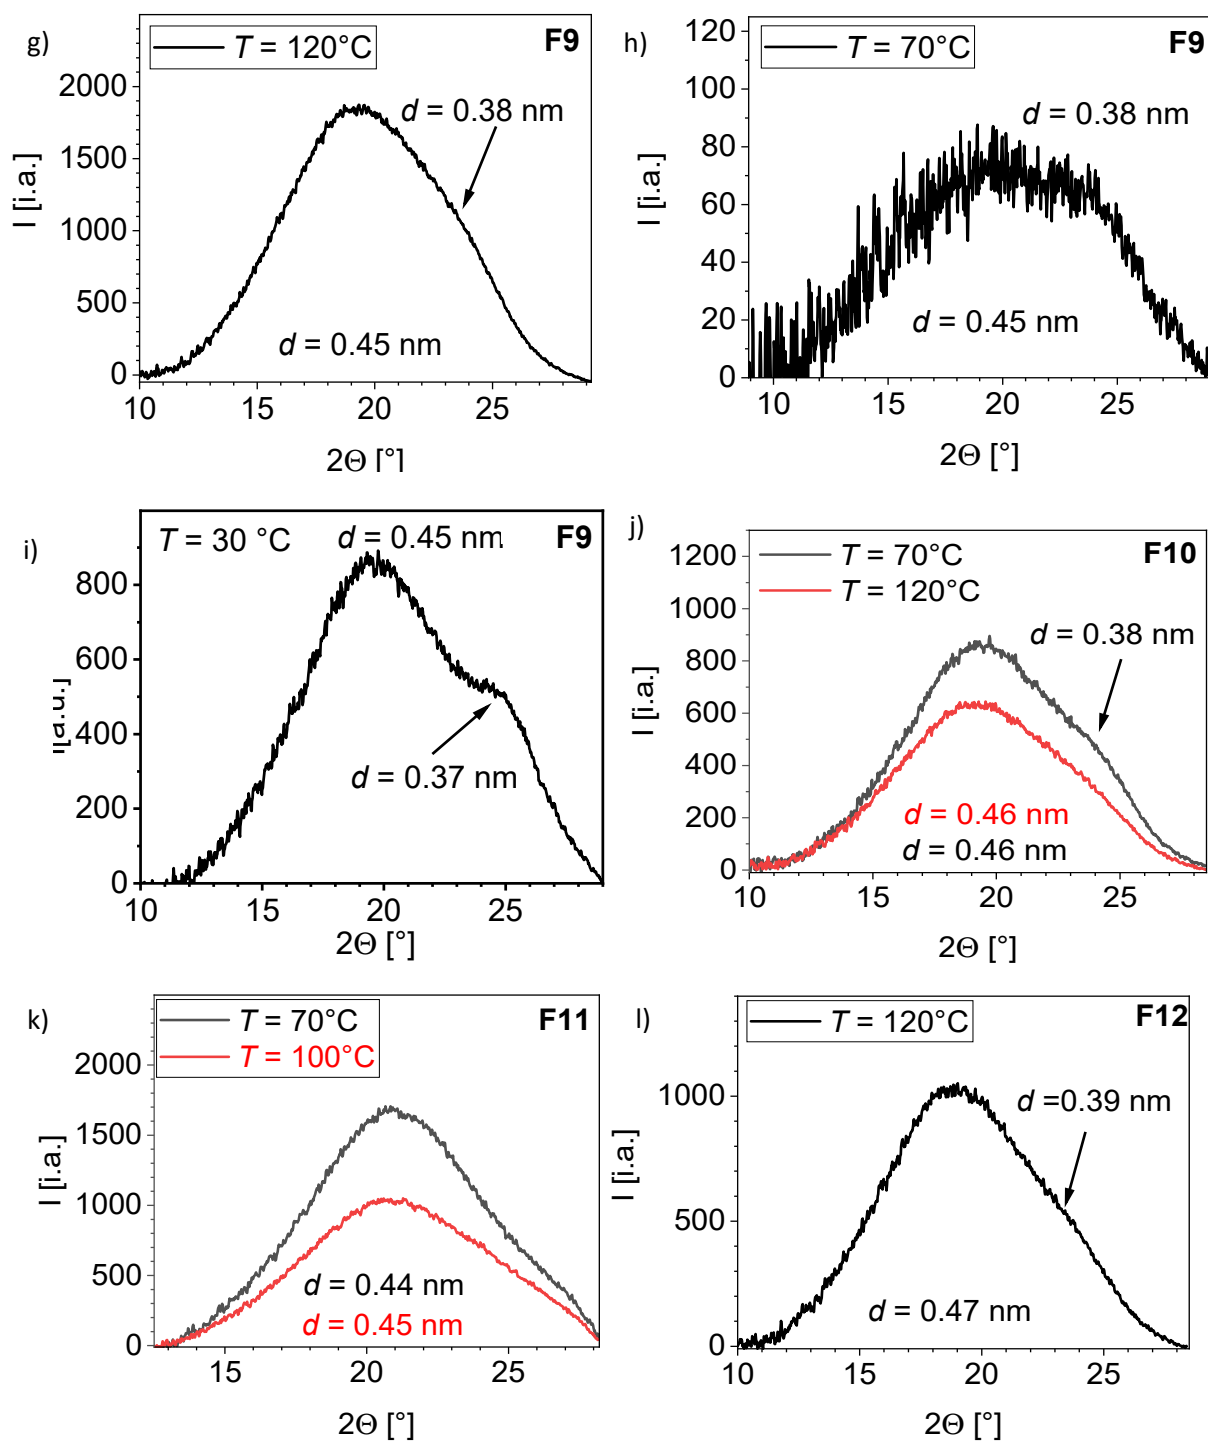 g)
T = 120°C
F9
d = 0.38 nm
d = 0.45 nm
I [i.a.]
2000
1500
1000
500
0
10 15 20 25
2Θ [°]
h)
T = 70°C
F9
d = 0.38 nm
d = 0.45 nm
I [i.a.]
120
100
80
60
40
20
0
10 15 20 25
2Θ [°]
i)
T = 30 °C
d = 0.45 nm
F9
d = 0.37 nm
I[a.u.]
800
600
400
200
0
10 15 20 25
2Θ [°]
j)
T = 70°C
T = 120°C
F10
d = 0.38 nm
d = 0.46 nm
d = 0.46 nm
I [i.a.]
1200
1000
800
600
400
200
0
10 15 20 25
2Θ [°]
k)
T = 70°C
T = 100°C
F11
d = 0.44 nm
d = 0.45 nm
I [i.a.]
2000
1500
1000
500
0
15 20 25
2Θ [°]
l)
T = 120°C
F12
d =0.39 nm
d = 0.47 nm
I [i.a.]
1000
500
0
10 15 20 25
2Θ [°]